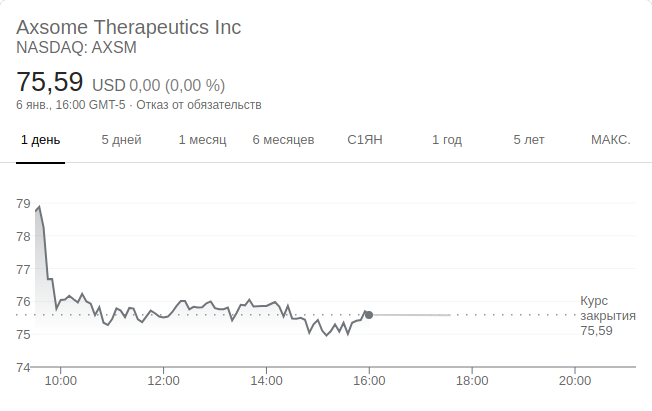 Axsome Therapeutics Inc
NASDAQ: AXSM
75,59 USD 0,00 (0,00 %)
6 янв., 16:00 GMT-5 · Отказ от обязательств
1 день 5 дней 1 месяц 6 месяцев С1ЯН 1 год 5 лет МАКС.
79
78
77
76
75
74
Курс
закрытия
75,59
10:00 12:00 14:00 16:00 18:00 20:00